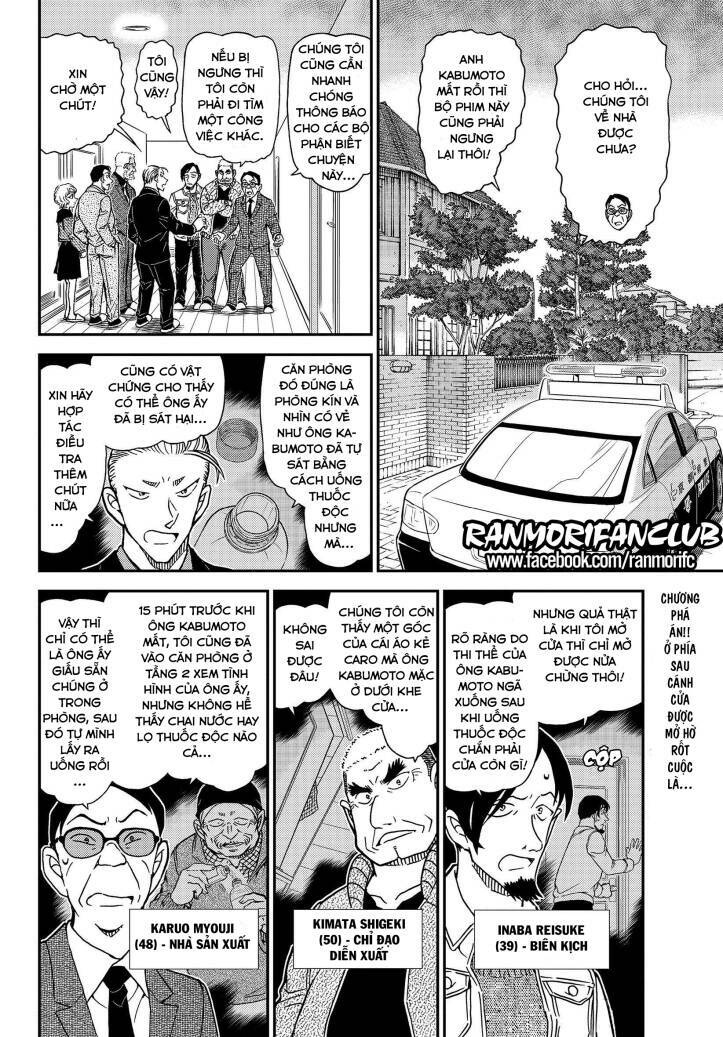 CHO HỎI...
CHÚNG TÔI
VỀ NHÀ
ĐƯỢC
CHƯA?
ANH
KABUMOTO
MẤT RỒI THÌ
BỘ PHIM NÀY
CŨNG PHẢI
NGƯNG
LẠI THÔI!
CHÚNG TÔI
CŨNG CẦN
NHANH
CHÓNG
THÔNG BÁO
CHO CÁC BỘ
PHẬN BIẾT
CHUYỆN
NÀY...
NẾU BỊ
NGƯNG THÌ
TÔI CÒN
PHẢI ĐI TÌM
MỘT CÔNG
VIỆC KHÁC.
TÔI
CŨNG
VẬY!
XIN
CHỜ MỘT
CHÚT!
CĂN PHÒNG
ĐÓ ĐÚNG LÀ
PHÒNG KÍN VÀ
NHÌN CÓ VẺ
NHƯ ÔNG KA-
BUMOTO ĐÃ TỰ
SÁT BẰNG
CÁCH UỐNG
THUỐC ĐỘC
NHƯNG
MÀ...
CŨNG CÓ VẬT
CHỨNG CHO THẤY
CÓ THỂ ÔNG ẤY
ĐÃ BỊ SÁT HẠI...
XIN HÃY
HỢP
TÁC ĐIỀU
TRA
THÊM
CHÚT
NỮA
...
RANMORIFANCLUB
www.facebook.com/ranmorifc
CHƯƠNG
PHÁ
ÁN!!
Ở PHÍA
SAU
CÁNH
CỬA
ĐƯỢC
MỞ HỜ
RỐT
CUỘC
LÀ...
NHƯNG QUẢ THẬT
LÀ KHI TÔI MỞ
CỬA THÌ CHỈ MỞ
ĐƯỢC NỬA
CHỪNG THÔI!
RÕ RÀNG DO
THI THỂ CỦA
ÔNG KABU-
MOTO NGÃ
XUỐNG SAU
KHI UỐNG
THUỐC ĐỘC
CHẮN PHẢI
CỬA CÒN GÌ!
CỘP
INABA REISUKE
(39) - BIÊN KỊCH
CHÚNG TÔI CÒN
THẤY MỘT GÓC
CỦA CÁI ÁO KẺ
CARO MÀ ÔNG
KABUMOTO MẶC
Ở DƯỚI KHE
CỬA...
KHÔNG
SAI
ĐƯỢC
ĐÂU!
KIMATA SHIGEKI
(50) - CHỈ ĐẠO
DIỄN XUẤT
15 PHÚT TRƯỚC KHI
ÔNG KABUMOTO
MẤT, TÔI CŨNG ĐÃ
VÀO CĂN PHÒNG Ở
TẦNG 2 XEM TÌNH
HÌNH CỦA ÔNG ẤY,
NHƯNG KHÔNG HỀ
THẤY CHAI NƯỚC HAY
LỌ THUỐC ĐỘC NÀO
CẢ...
VẬY THÌ
CHỈ CÓ THỂ
LÀ ÔNG ẤY
GIẤU SẴN
CHÚNG Ở
TRONG
PHÒNG, SAU
ĐÓ TỰ MÌNH
LẤY RA
UỐNG RỒI
...
KARUO MYOUJI
(48) - NHÀ SẢN XUẤT